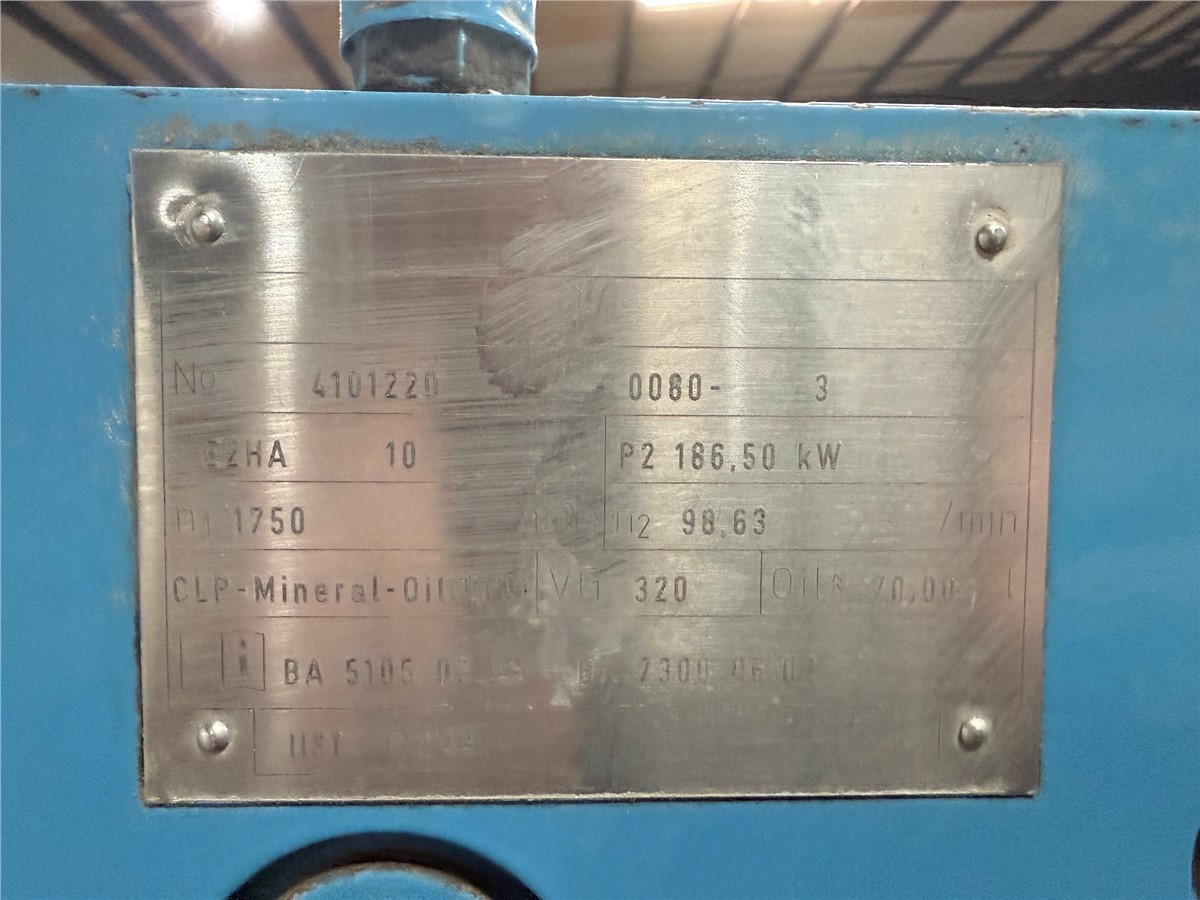 No 4101220 - 0080- 3
2HA 10 P2 186,50 kW
n1 1750 n2 98,63 /min
CLP-Mineral-Oil VG 320 Oil 70,00 l
i BA 5105